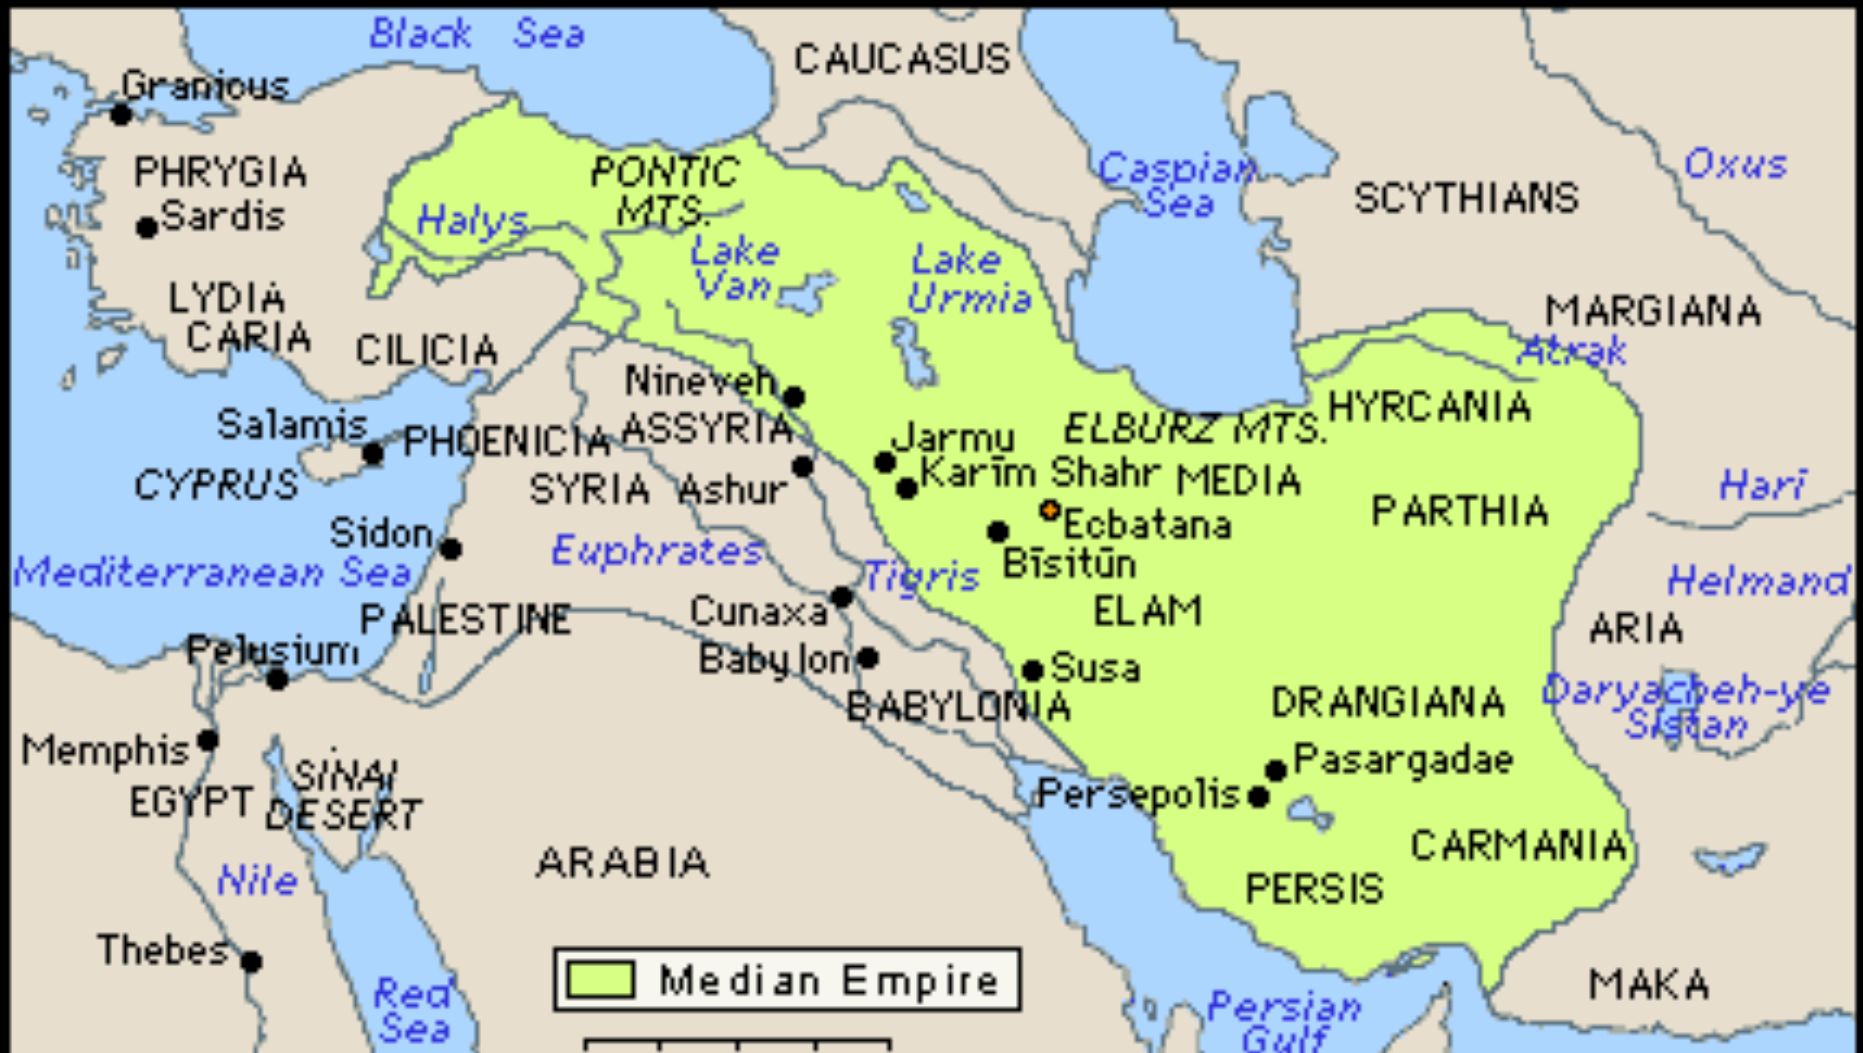 Black Sea
CAUCASUS
Granicus
PHRYGIA
PONTIC
MTS.
Caspian
Sea
Oxus
SCYTHIANS
Sardis
Halys
Lake
Van
Lake
Urmia
LYDIA
CARIA
CILICIA
MARGIANA
Atrak
Nineveh
HYRCANIA
Salamis
PHOENICIA
ASSYRIA
ELBURZ MTS.
Jarmu
Karīm Shahr
MEDIA
CYPRUS
SYRIA
Ashur
Hari
PARTHIA
Sidon
Ecbatana
Euphrates
Bīsitūn
Mediterranean Sea
Tigris
Helmand
PALESTINE
Cunaxa
ELAM
ARIA
Pelusium
Babylon
Susa
BABYLONIA
DRANGIANA
Daryacheh-ye
Sistan
Memphis
SINAI
DESERT
Pasargadae
EGYPT
Persepolis
ARABIA
CARMANIA
Nile
PERSIS
Thebes
Median Empire
Red
Sea
MAKA
Persian
Gulf